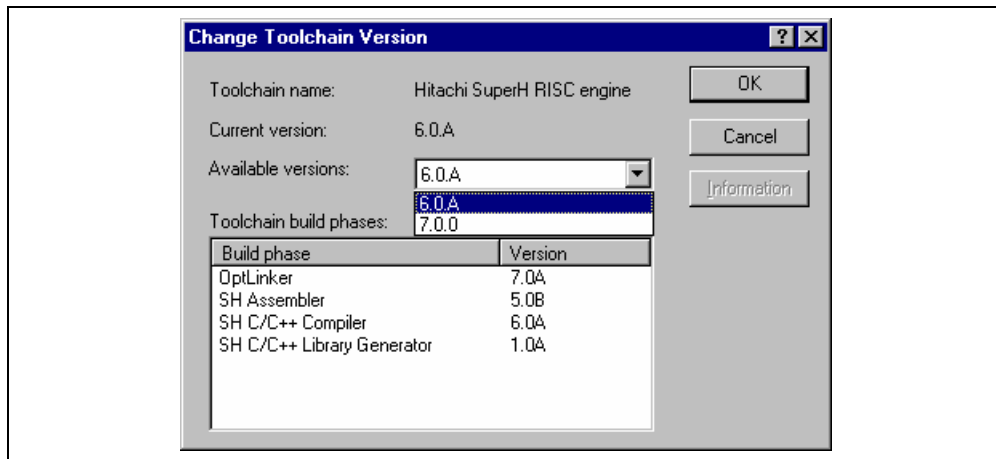 Change Toolchain Version
Toolchain name: Hitachi SuperH RISC engine
OK
Current version: 6.0.A
Cancel
Available versions: 6.0.A
Information
6.0.A
Toolchain build phases: 7.0.0
Build phase Version
OptLinker 7.0A
SH Assembler 5.0B
SH C/C++ Compiler 6.0A
SH C/C++ Library Generator 1.0A